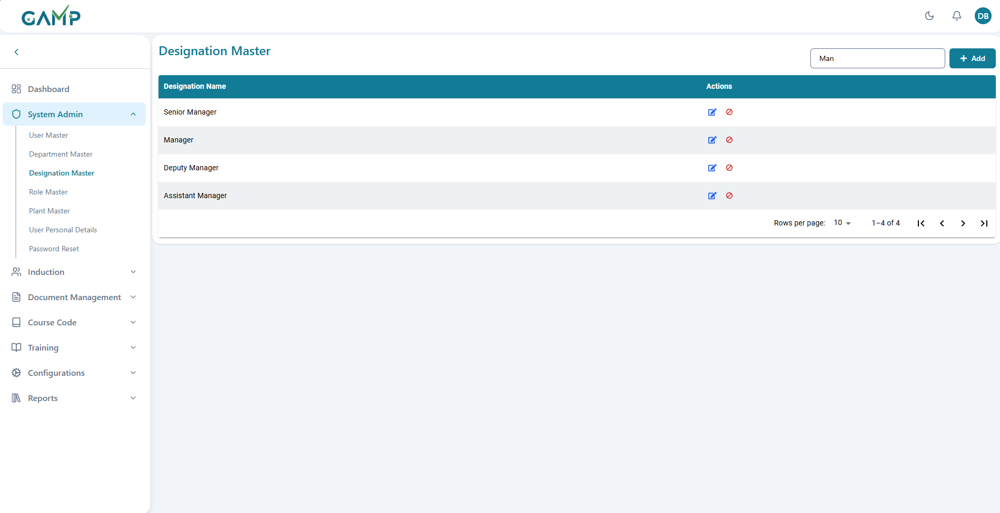 GAMP
DB
Designation Master
Man
Add
Dashboard
System Admin
User Master
Department Master
Designation Master
Role Master
Plant Master
User Personal Details
Password Reset
Induction
Document Management
Course Code
Training
Configurations
Reports
Designation Name Actions
Senior Manager
Manager
Deputy Manager
Assistant Manager
Rows per page: 10 1–4 of 4